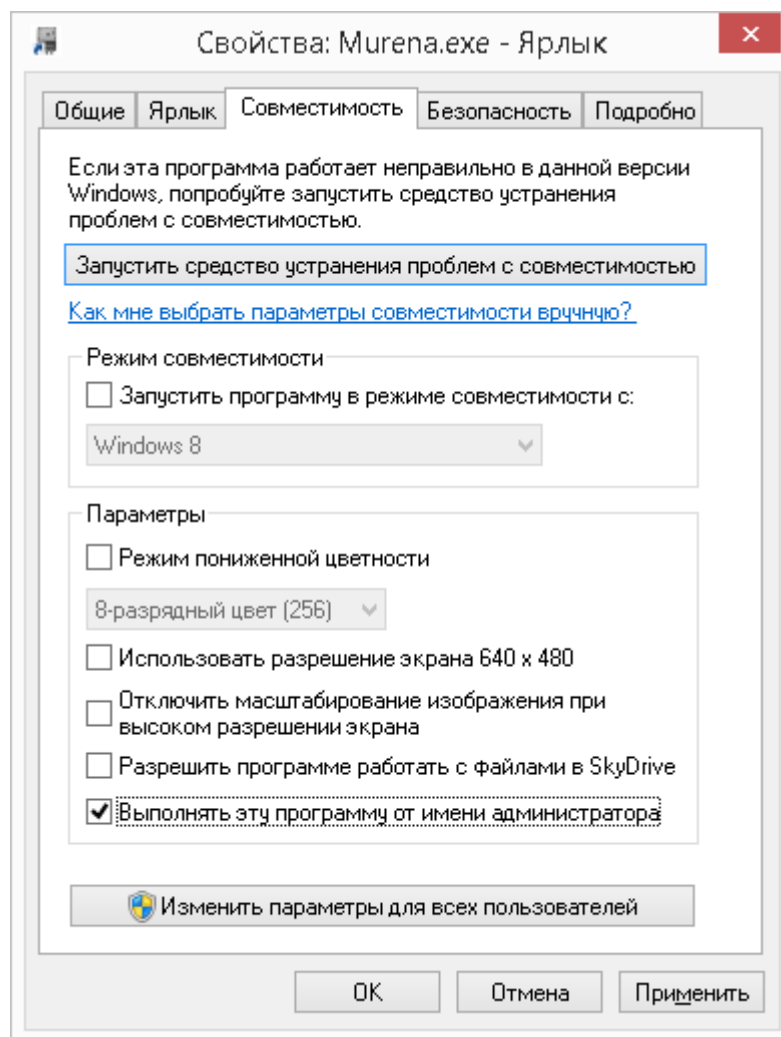 Свойства: Murena.exe - Ярлык
Общие Ярлык Совместимость Безопасность Подробно
Если эта программа работает неправильно в данной версии
Windows, попробуйте запустить средство устранения
проблем с совместимостью.
Запустить средство устранения проблем с совместимостью
Как мне выбрать параметры совместимости вручную?
Режим совместимости
Запустить программу в режиме совместимости с:
Windows 8
Параметры
Режим пониженной цветности
8-разрядный цвет (256)
Использовать разрешение экрана 640 x 480
Отключить масштабирование изображения при
высоком разрешении экрана
Разрешить программе работать с файлами в SkyDrive
Выполнять эту программу от имени администратора
Изменить параметры для всех пользователей
OK Отмена Применить